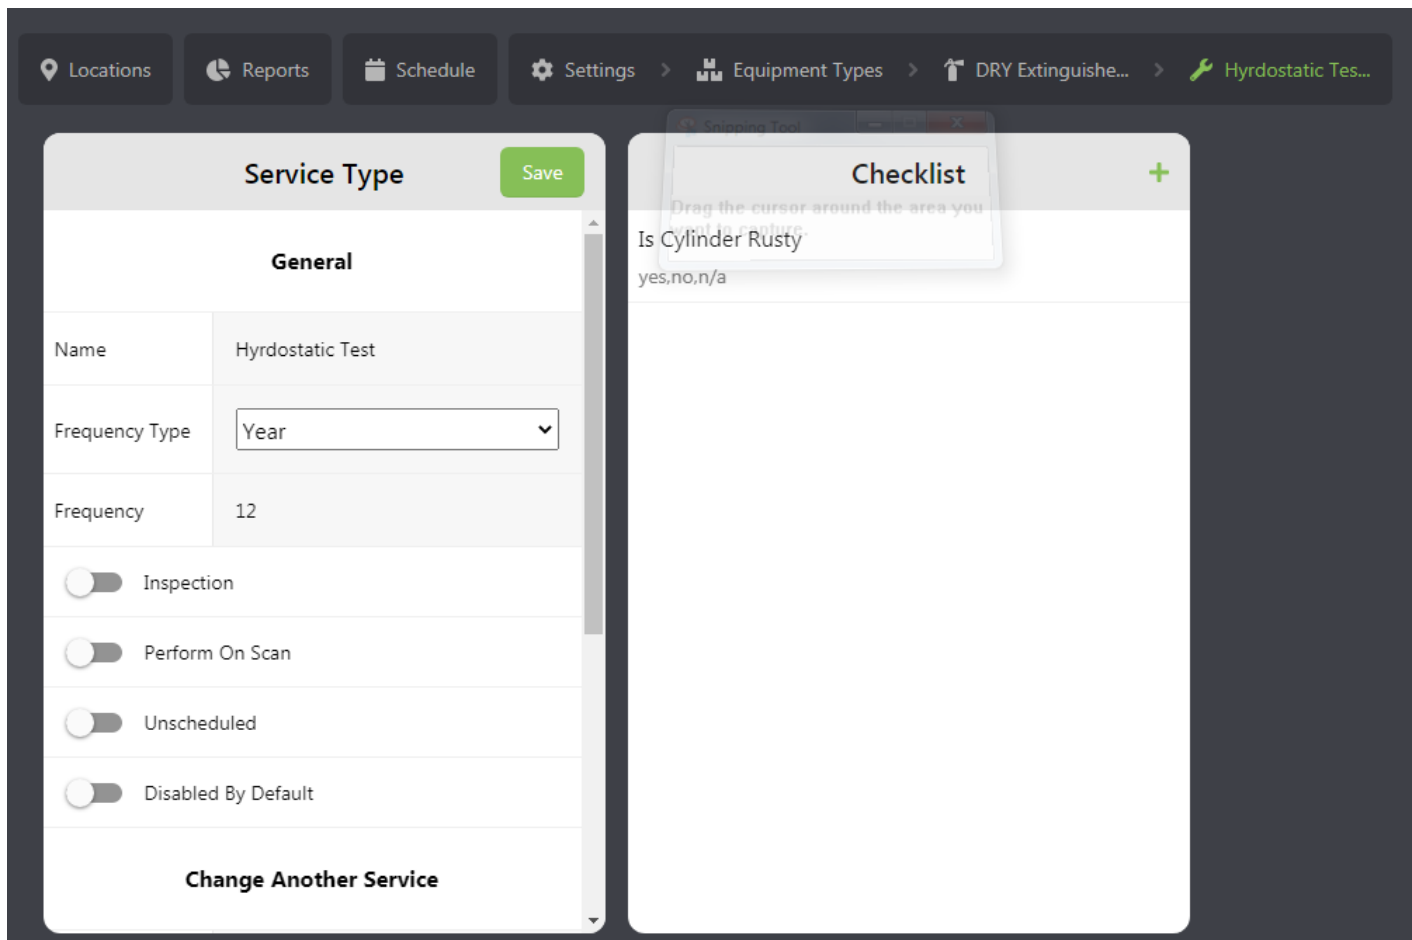 Locations Reports Schedule Settings > Equipment Types > DRY Extinguishe... > Hyrdostatic Tes...
Snipping Tool
Service Type Save
Checklist +
Drag the cursor around the area you
want to capture.
Is Cylinder Rusty
yes,no,n/a
General
Name Hyrdostatic Test
Frequency Type Year
Frequency 12
Inspection
Perform On Scan
Unscheduled
Disabled By Default
Change Another Service